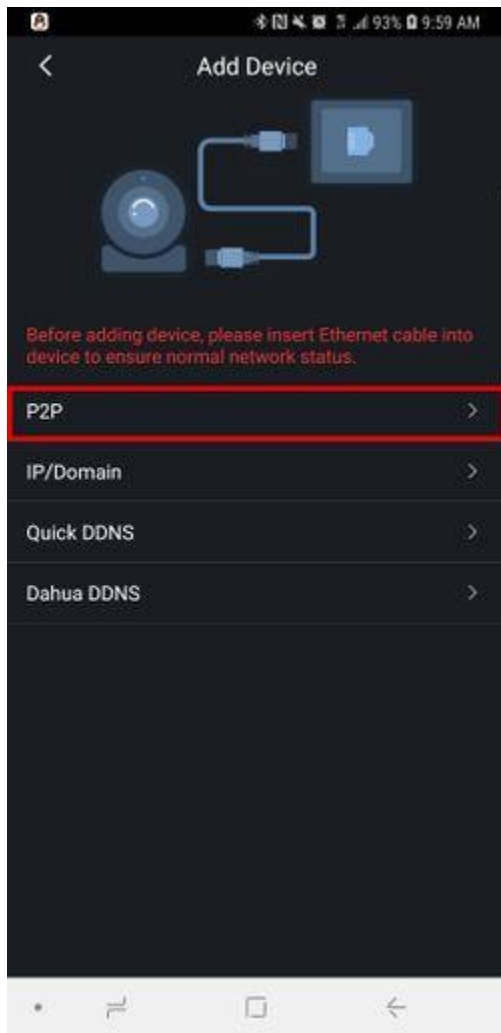 93% 9:59 AM
Add Device
Before adding device, please insert Ethernet cable into
device to ensure normal network status.
P2P
IP/Domain
Quick DDNS
Dahua DDNS